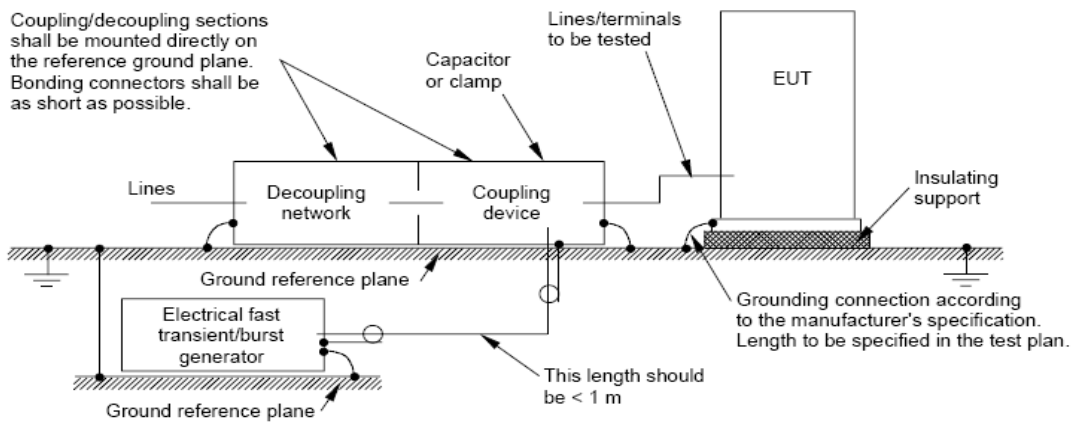 Coupling/decoupling sections
shall be mounted directly on
the reference ground plane.
Bonding connectors shall be
as short as possible.
Capacitor
or clamp
Lines/terminals
to be tested
EUT
Lines
Decoupling
network
Coupling
device
Insulating
support
Ground reference plane
Electrical fast
transient/burst
generator
Grounding connection according
to the manufacturer's specification.
Length to be specified in the test plan.
This length should
be < 1 m
Ground reference plane